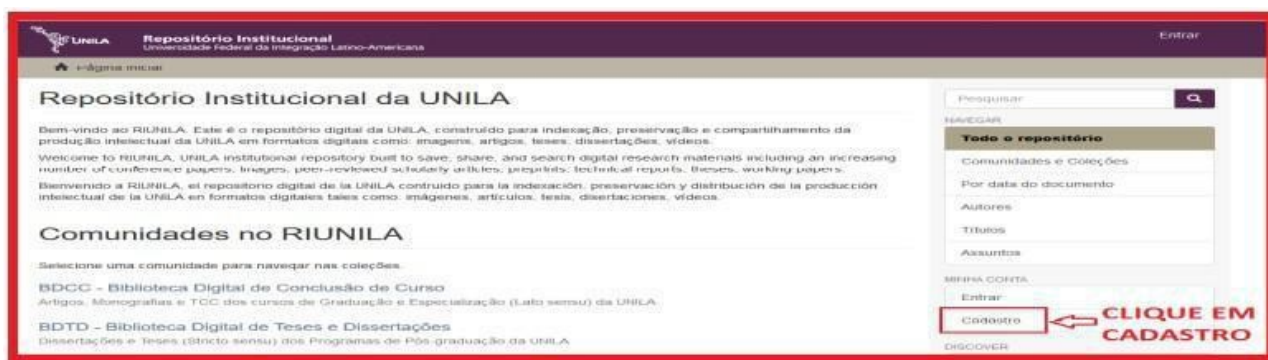 UNILA
Repositório Institucional
Universidade Federal da Integração Latino-Americana
Entrar
Página inicial
Repositório Institucional da UNILA
Bem-vindo ao RIUNILA. Este é o repositório digital da UNILA, construído para indexação, preservação e compartilhamento da
produção intelectual da UNILA em formatos digitais como: imagens, artigos, teses, dissertações, vídeos.
Welcome to RIUNILA, UNILA institutional repository built to save, share, and search digital research materials including an increasing
number of conference papers, images, peer-reviewed scholarly articles, preprints, technical reports, theses, working papers.
Bienvenido a RIUNILA, el repositorio digital de la UNILA contruido para la indexación, preservación y distribución de la producción
intelectual de la UNILA en formatos digitales tales como: imágenes, artículos, tesis, disertaciones, vídeos.
Comunidades no RIUNILA
Selecione uma comunidade para navegar nas coleções.
BDCC - Biblioteca Digital de Conclusão de Curso
Artigos, Monografias e TCC dos cursos de Graduação e Especialização (Lato sensu) da UNILA
BDTD - Biblioteca Digital de Teses e Dissertações
Dissertações e Teses (Stricto sensu) dos Programas de Pós-graduação da UNILA
Pesquisar
NAVEGAR
Todo o repositório
Comunidades e Coleções
Por data do documento
Autores
Títulos
Assuntos
MINHA CONTA
Entrar
Cadastro
CLIQUE EM
CADASTRO
DISCOVER